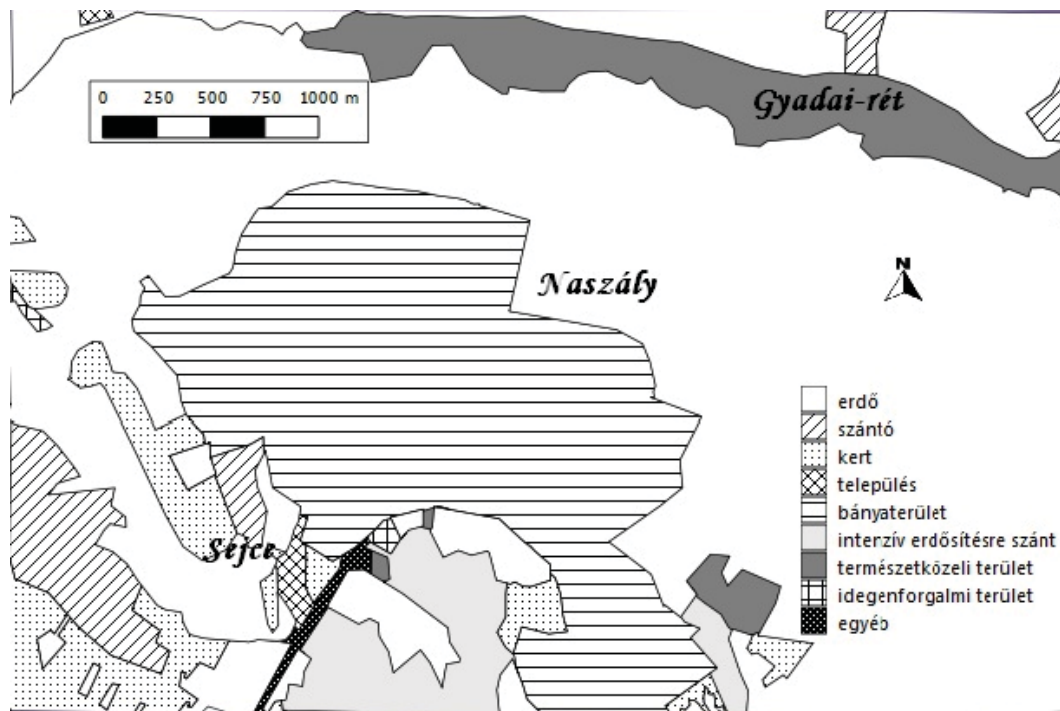 0 250 500 750 1000 m
Gyadai-rét
Naszály
N
Sejce
erdő
szántó
kert
település
bányaterület
interzív erdősítésre szánt
természetközeli terület
idegenforgalmi terület
egyéb